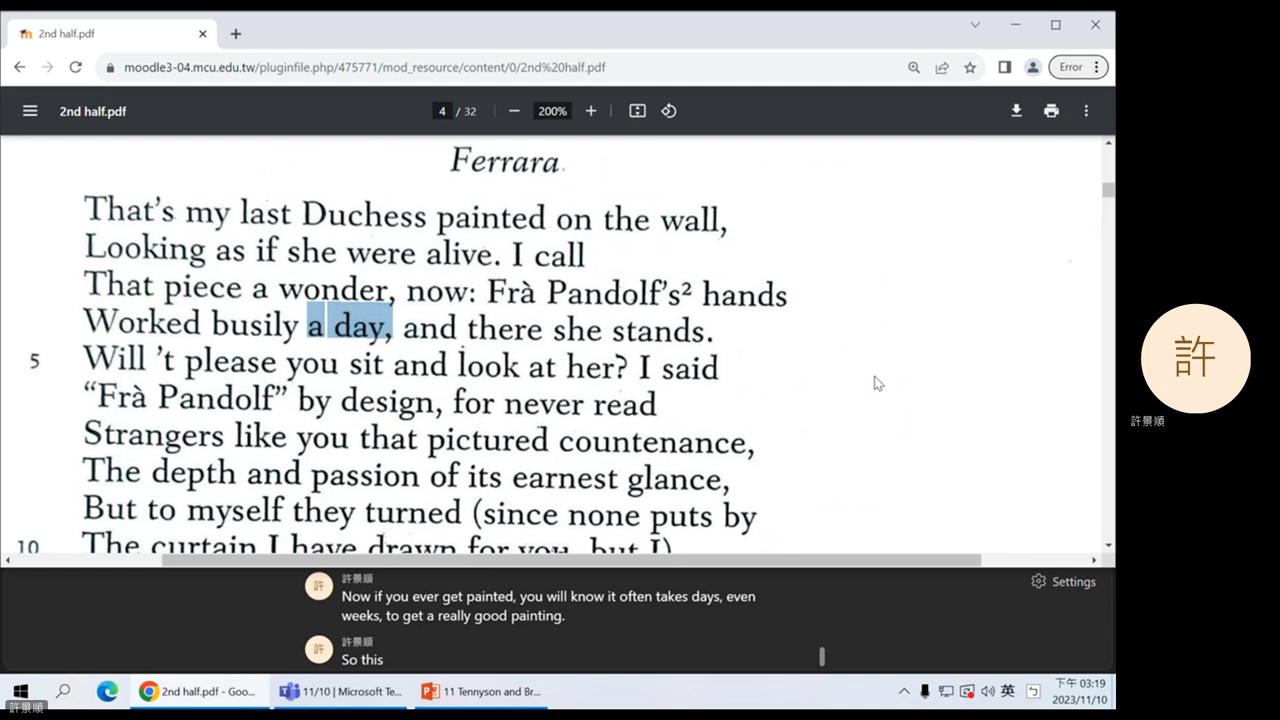 2nd half.pdf
moodle3-04.mcu.edu.tw/pluginfile.php/475771/mod_resource/content/0/2nd%20half.pdf
Error
2nd half.pdf
4 / 32
200%
Ferrara
That's my last Duchess painted on the wall,
Looking as if she were alive. I call
That piece a wonder, now: Frà Pandolf's² hands
Worked busily a day, and there she stands.
5 Will 't please you sit and look at her? I said
“Frà Pandolf” by design, for never read
Strangers like you that pictured countenance,
The depth and passion of its earnest glance,
But to myself they turned (since none puts by
10 The curtain I have drawn for you, but I)
許
許景順
許 許景順
Now if you ever get painted, you will know it often takes days, even
weeks, to get a really good painting.
許 許景順
So this
Settings
2nd half.pdf - Goo...
11/10 | Microsoft Te...
11 Tennyson and Br...
英
下午 03:19
2023/11/10
許景順